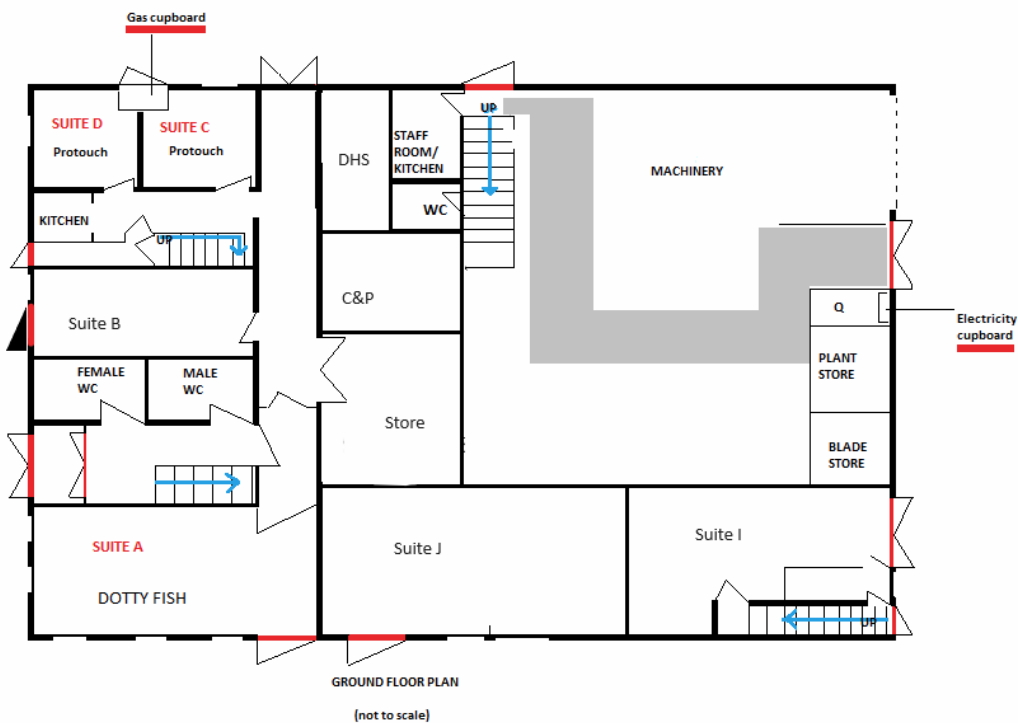 Gas cupboard
SUITE D
Protouch
SUITE C
Protouch
UP
STAFF
ROOM/
KITCHEN
DHS
MACHINERY
WC
KITCHEN
UP
C&P
Q
Electricity
cupboard
Suite B
PLANT
STORE
FEMALE
WC
MALE
WC
Store
BLADE
STORE
SUITE A
DOTTY FISH
Suite J
Suite I
UP
GROUND FLOOR PLAN
(not to scale)